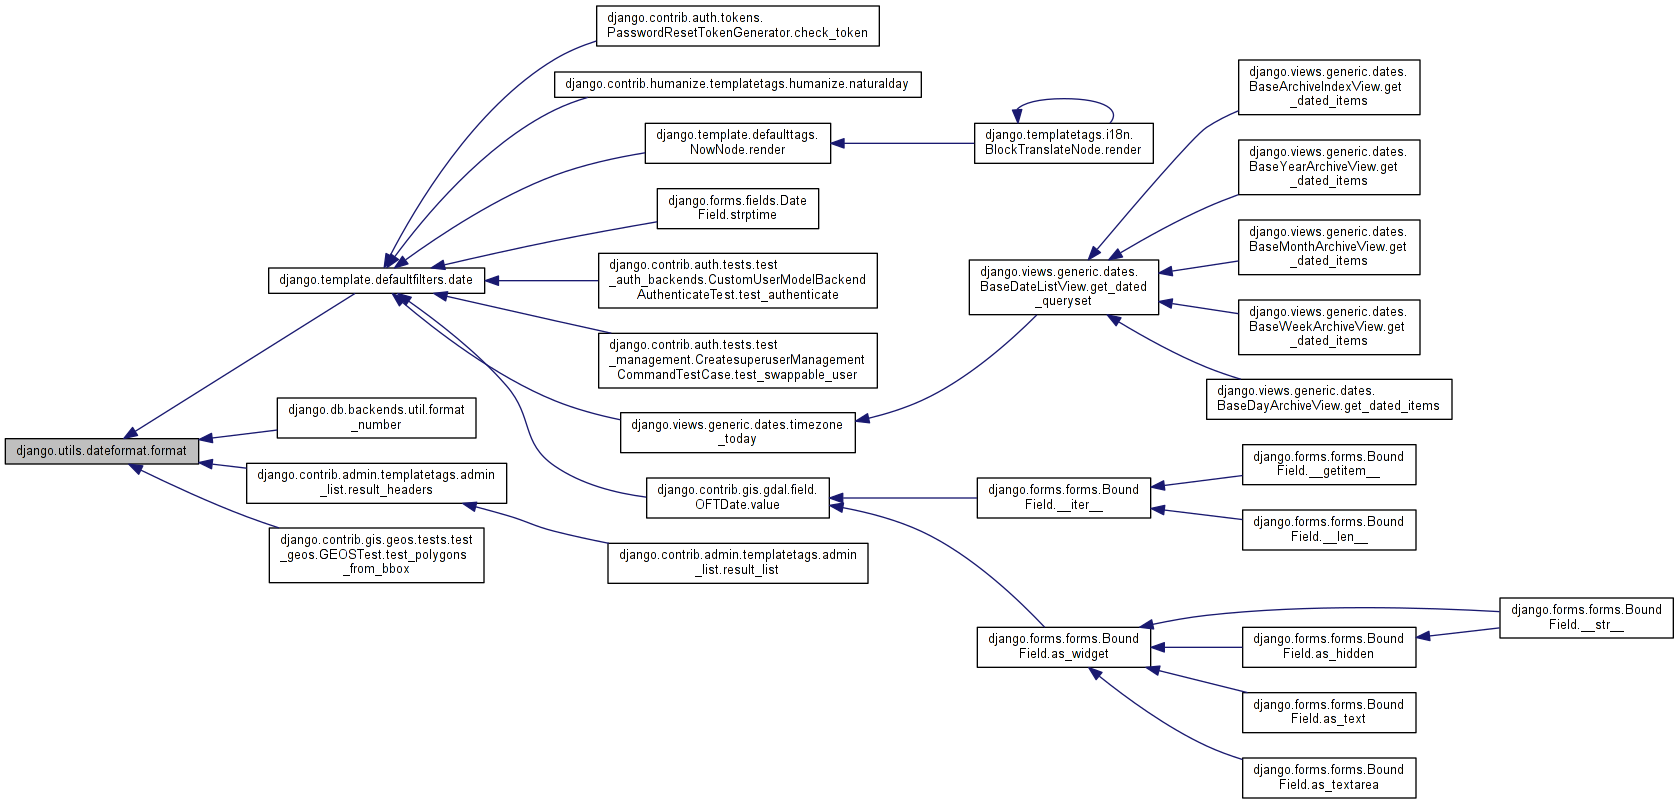 django.contrib.auth.tokens.
PasswordResetTokenGenerator.check_token
django.contrib.humanize.templatetags.humanize.naturalday
django.template.defaulttags.
NowNode.render
django.templatetags.i18n.
BlockTranslateNode.render
django.forms.fields.Date
Field.strptime
django.template.defaultfilters.date
django.contrib.auth.tests.test
_auth_backends.CustomUserModelBackend
AuthenticateTest.test_authenticate
django.contrib.auth.tests.test
_management.CreatesuperuserManagement
CommandTestCase.test_swappable_user
django.views.generic.dates.timezone
_today
django.views.generic.dates.
BaseDateListView.get_dated
_queryset
django.views.generic.dates.
BaseArchiveIndexView.get
_dated_items
django.views.generic.dates.
BaseYearArchiveView.get
_dated_items
django.views.generic.dates.
BaseMonthArchiveView.get
_dated_items
django.views.generic.dates.
BaseWeekArchiveView.get
_dated_items
django.views.generic.dates.
BaseDayArchiveView.get_dated_items
django.utils.dateformat.format
django.db.backends.util.format
_number
django.contrib.admin.templatetags.admin
_list.result_headers
django.contrib.gis.geos.tests.test
_geos.GEOSTest.test_polygons
_from_bbox
django.contrib.gis.gdal.field.
OFTDate.value
django.contrib.admin.templatetags.admin
_list.result_list
django.forms.forms.Bound
Field.__iter__
django.forms.forms.Bound
Field.__getitem__
django.forms.forms.Bound
Field.__len__
django.forms.forms.Bound
Field.as_widget
django.forms.forms.Bound
Field.__str__
django.forms.forms.Bound
Field.as_hidden
django.forms.forms.Bound
Field.as_text
django.forms.forms.Bound
Field.as_textarea